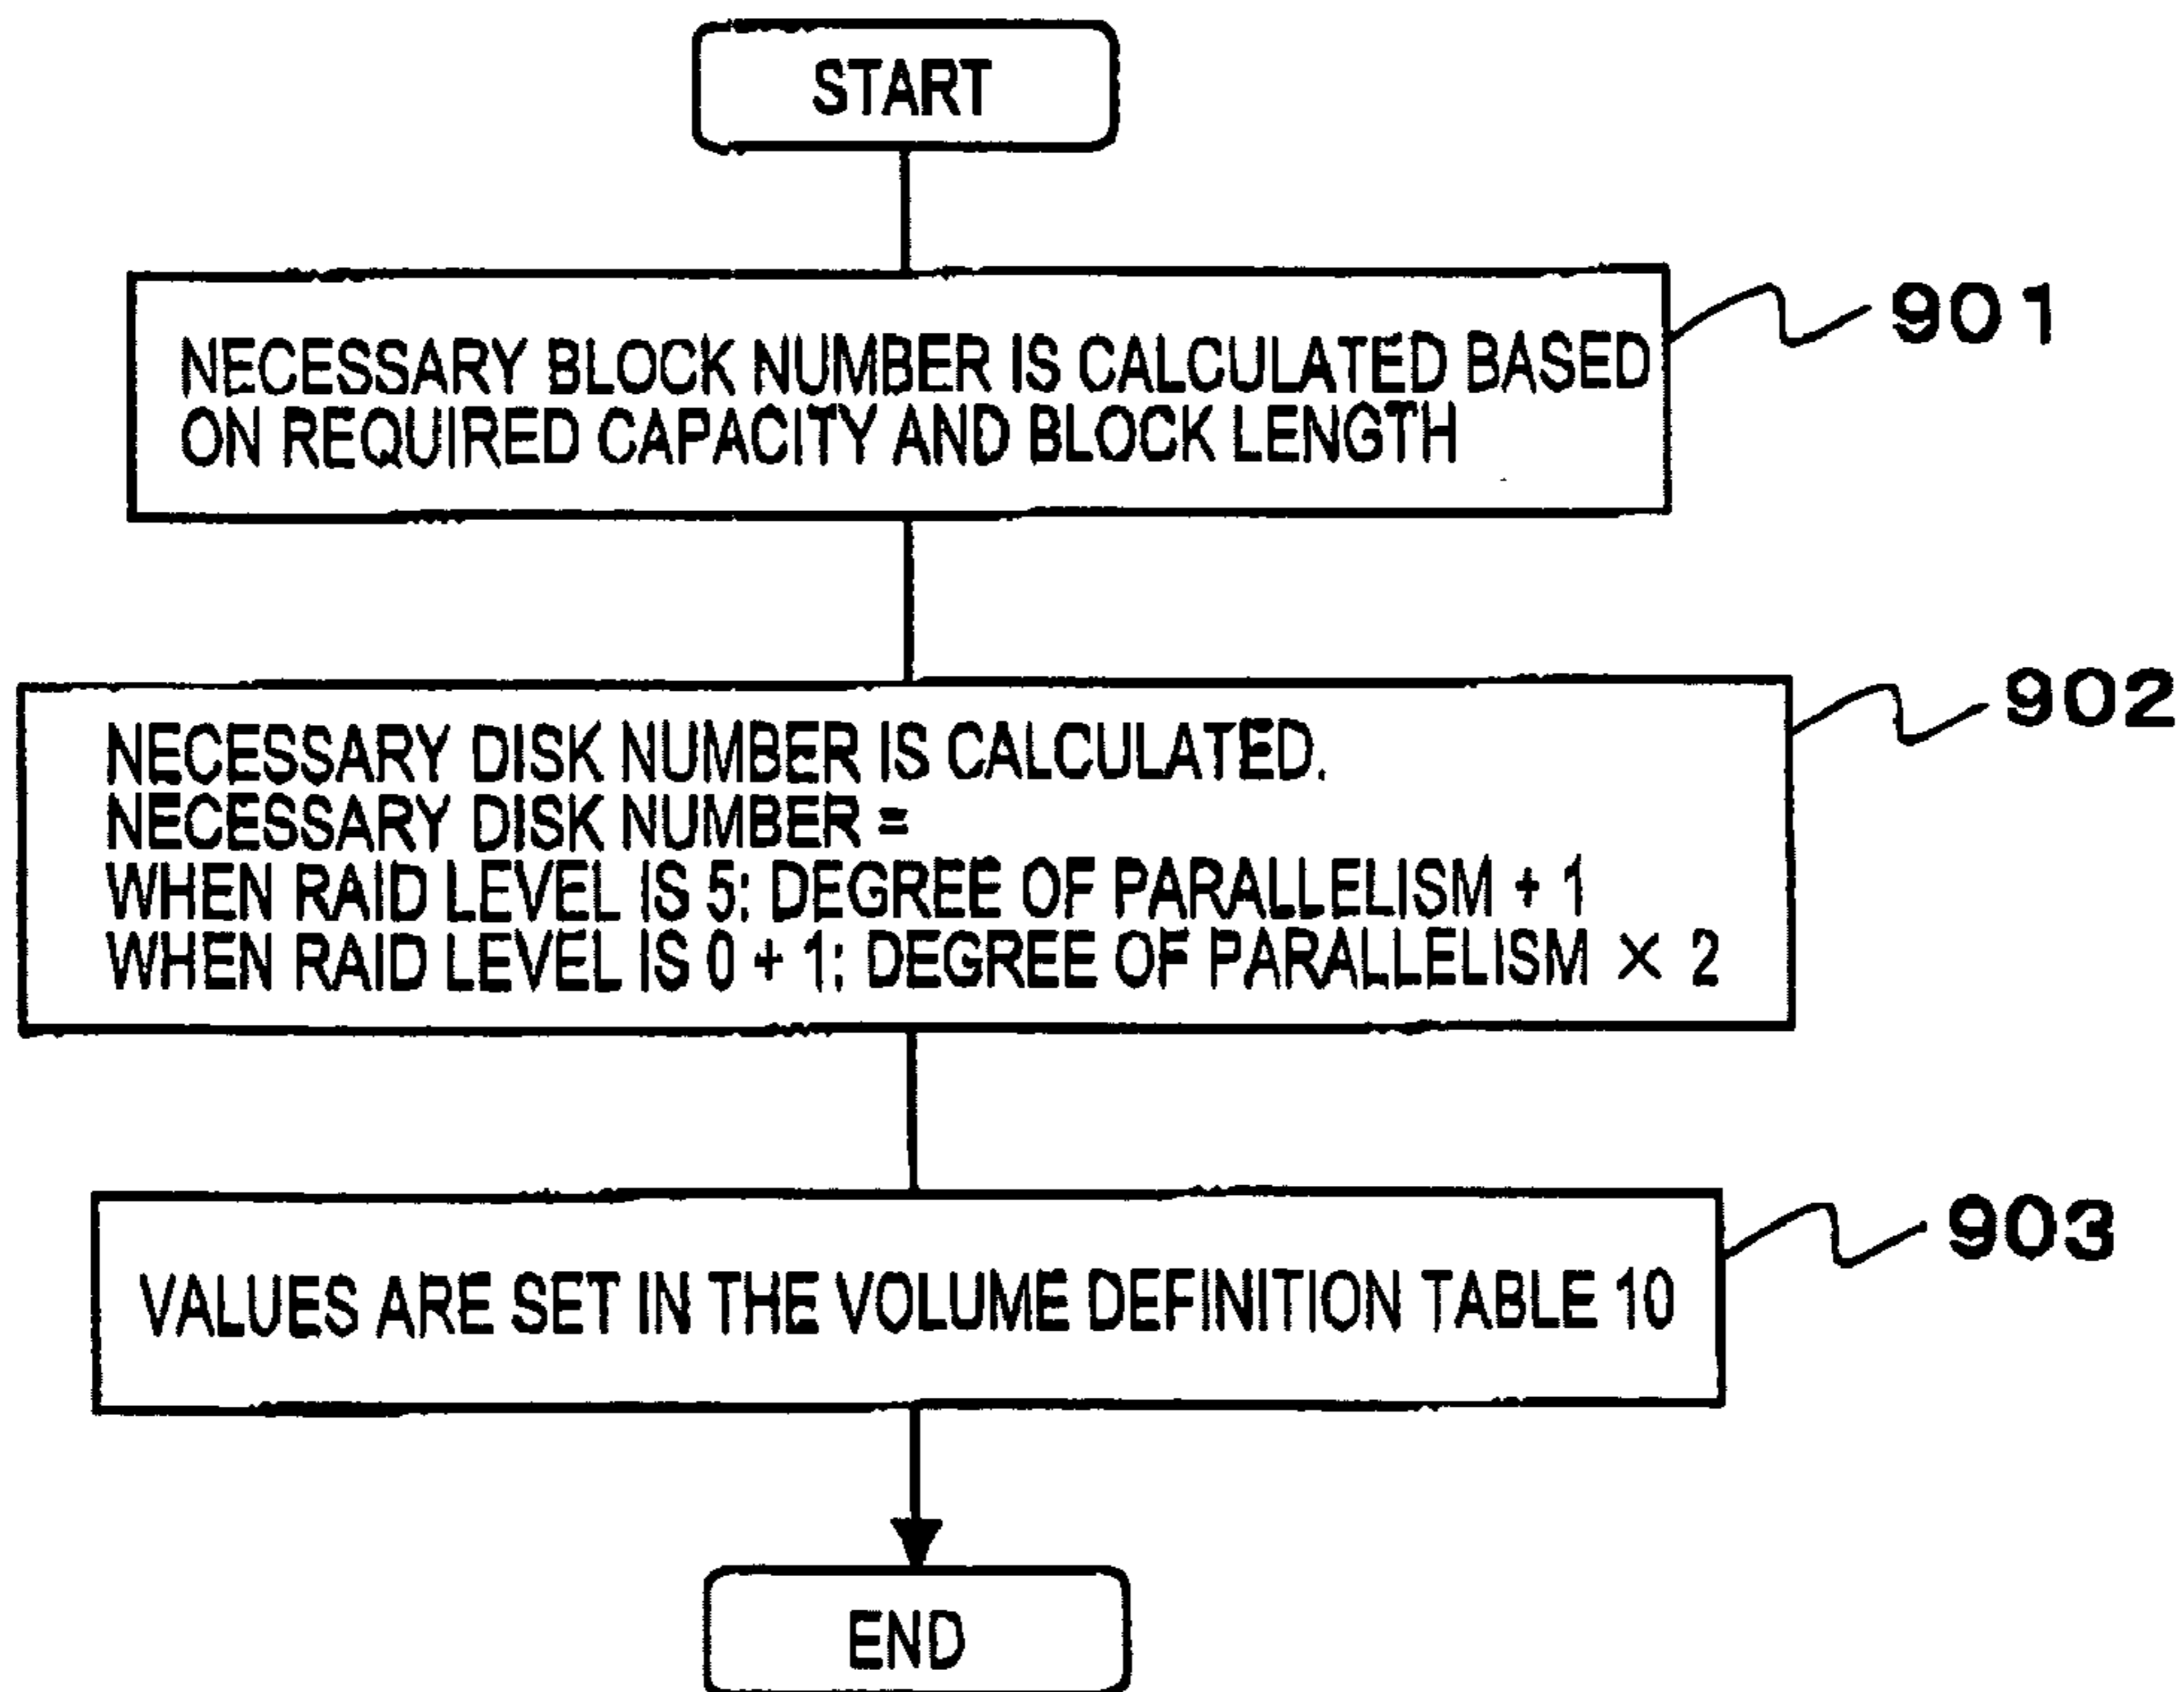 START
901
NECESSARY BLOCK NUMBER IS CALCULATED BASED
ON REQUIRED CAPACITY AND BLOCK LENGTH
902
NECESSARY DISK NUMBER IS CALCULATED.
NECESSARY DISK NUMBER =
WHEN RAID LEVEL IS 5; DEGREE OF PARALLELISM + 1
WHEN RAID LEVEL IS 0 + 1; DEGREE OF PARALLELISM × 2
903
VALUES ARE SET IN THE VOLUME DEFINITION TABLE 10
END